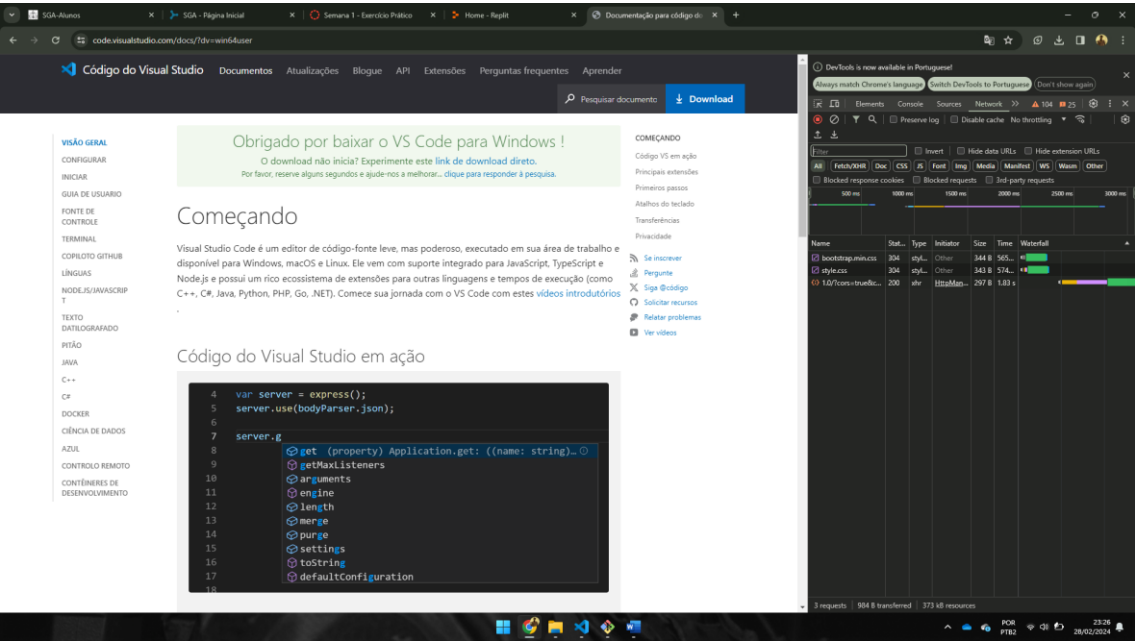 SGA-Alunos
SGA - Página Inicial
Semana 1 - Exercício Prático
Home - Replit
Documentação para código do
code.visualstudio.com/docs/?dv=win64user
Código do Visual Studio Documentos Atualizações Blogue API Extensões Perguntas frequentes Aprender
Pesquisar documento Download
VISÃO GERAL
CONFIGURAR
INICIAR
GUIA DE USUARIO
FONTE DE
CONTROLE
TERMINAL
COPILOTO GITHUB
LÍNGUAS
NODE.JS/JAVASCRIP
T
TEXTO
DATILOGRAFADO
PITÃO
JAVA
C++
C#
DOCKER
CIÊNCIA DE DADOS
AZUL
CONTROLO REMOTO
CONTÊINERES DE
DESENVOLVIMENTO
Obrigado por baixar o VS Code para Windows !
O download não inicia? Experimente este link de download direto.
Por favor, reserve alguns segundos e ajude-nos a melhorar... clique para responder à pesquisa.
Começando
Visual Studio Code é um editor de código-fonte leve, mas poderoso, executado em sua área de trabalho e
disponível para Windows, macOS e Linux. Ele vem com suporte integrado para JavaScript, TypeScript e
Node.js e possui um rico ecossistema de extensões para outras linguagens e tempos de execução (como
C++, C#, Java, Python, PHP, Go, .NET). Comece sua jornada com o VS Code com estes vídeos introdutórios
.
Código do Visual Studio em ação
4 var server = express();
5 server.use(bodyParser.json);
6
7 server.g
8 get (property) Application.get: ((name: string)…
9 getMaxListeners
10 arguments
11 engine
12 length
13 merge
14 purge
15 settings
16 toString
17 defaultConfiguration
18
COMEÇANDO
Código VS em ação
Principais extensões
Primeiros passos
Atalhos do teclado
Transferências
Privacidade
Se inscrever
Pergunte
Siga @código
Solicitar recursos
Relatar problemas
Ver vídeos
DevTools is now available in Portuguese!
Always match Chrome's language Switch DevTools to Portuguese Don't show again
Elements Console Sources Network 104 25
Preserve log Disable cache No throttling
Filter Invert Hide data URLs Hide extension URLs
All Fetch/XHR Doc CSS JS Font Img Media Manifest WS Wasm Other
Blocked response cookies Blocked requests 3rd-party requests
500 ms 1000 ms 1500 ms 2000 ms 2500 ms 3000 ms
Name Stat... Type Initiator Size Time Waterfall
bootstrap.min.css 304 styl... Other 344 B 565...
style.css 304 styl... Other 343 B 574...
1.0/?cors=true&c... 200 xhr HttpMan... 297 B 1.03 s
3 requests 984 B transferred 373 kB resources
POR
PTB2
23:26
28/02/2024